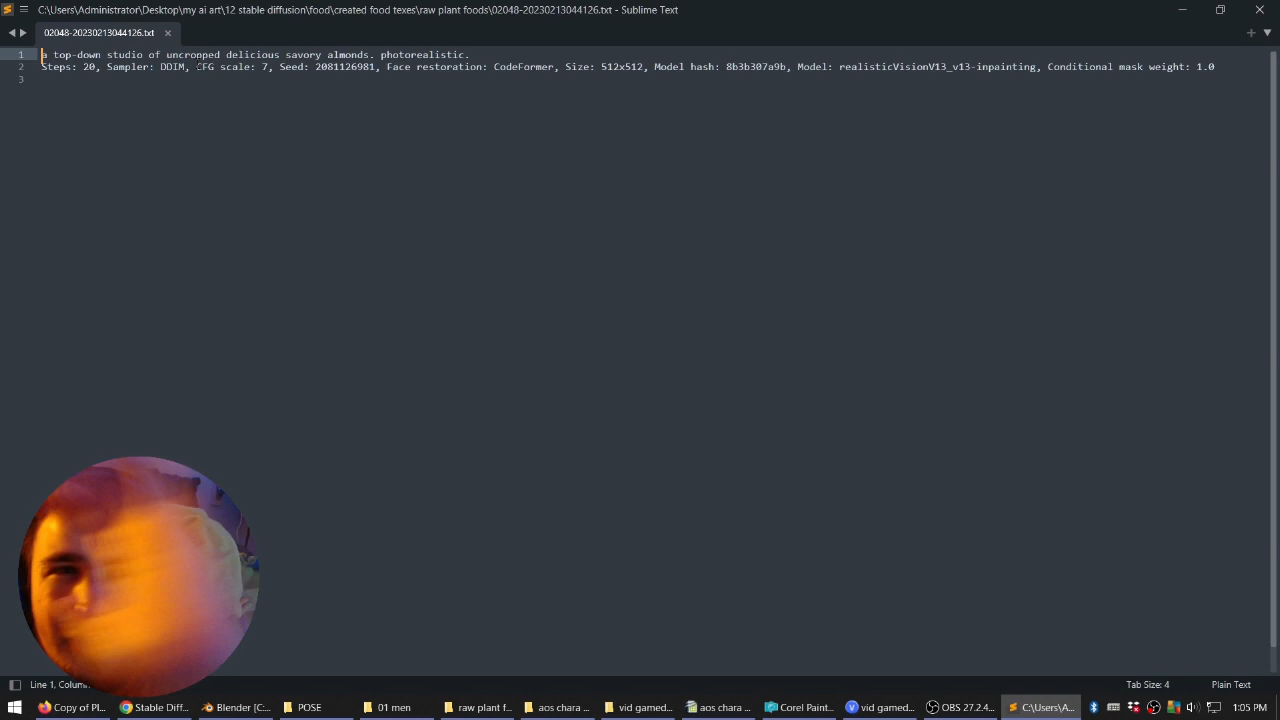 C:\Users\Administrator\Desktop\my ai art\12 stable diffusion\food\created food texes\raw plant foods\02048-20230213044126.txt - Sublime Text
02048-20230213044126.txt
1 a top-down studio of uncropped delicious savory almonds. photorealistic.
2 Steps: 20, Sampler: DDIM, CFG scale: 7, Seed: 2081126981, Face restoration: CodeFormer, Size: 512x512, Model hash: 8b3b307a9b, Model: realisticVisionV13_v13-inpainting, Conditional mask weight: 1.0
3
Line 1, Column Tab Size: 4 Plain Text
Copy of Pl... Stable Diff... Blender [C:... POSE 01 men raw plant f... aos chara ... vid gamed... aos chara ... Corel Paint... vid gamed... OBS 27.2.4... C:\Users\A... 1:05 PM